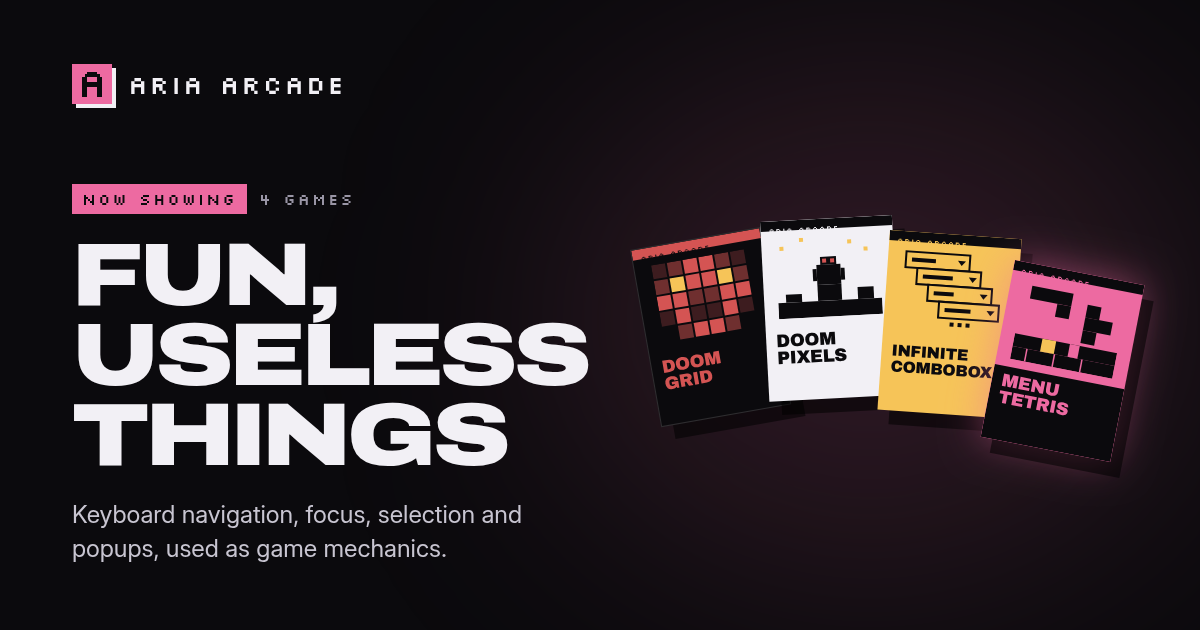 A ARIA ARCADE
NOW SHOWING 4 GAMES
FUN,
USELESS
THINGS
Keyboard navigation, focus, selection and
popups, used as game mechanics.
DOOM
GRID
DOOM
PIXELS
INFINITE
COMBOBOX
MENU
TETRIS